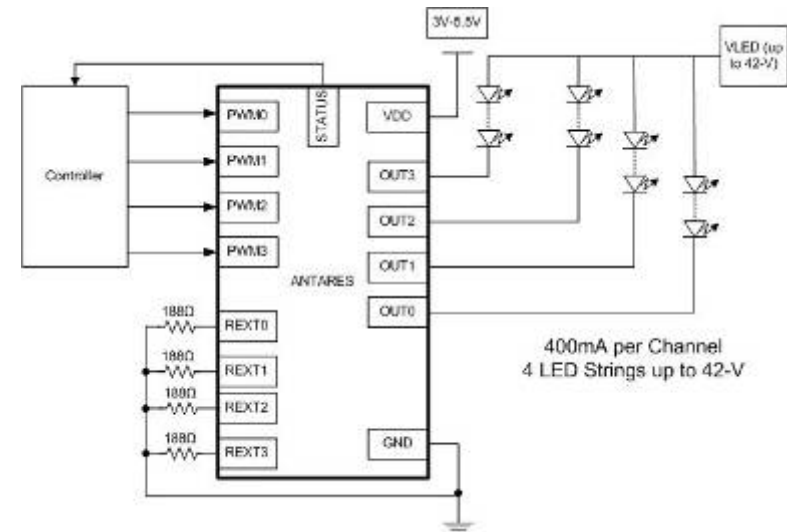 3V-5.5V
VLED (up
to 42-V)
STATUS
PWM0
VDD
PWM1
Controller
OUT3
PWM2
OUT2
PWM3
OUT1
ANTARES
OUT0
188Ω
REXT0
188Ω
REXT1
188Ω
REXT2
188Ω
REXT3
GND
400mA per Channel
4 LED Strings up to 42-V